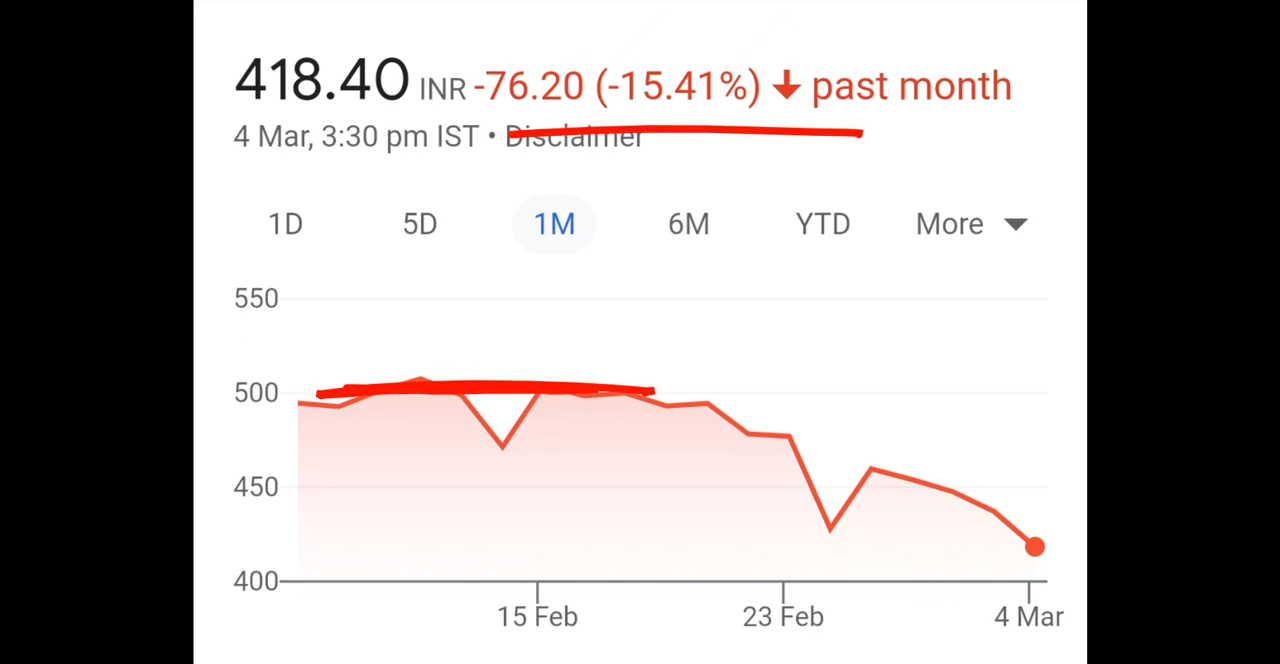 418.40 INR -76.20 (-15.41%) ↓ past month
4 Mar, 3:30 pm IST • Disclaimer
1D 5D 1M 6M YTD More
550
500
450
400
15 Feb 23 Feb 4 Mar